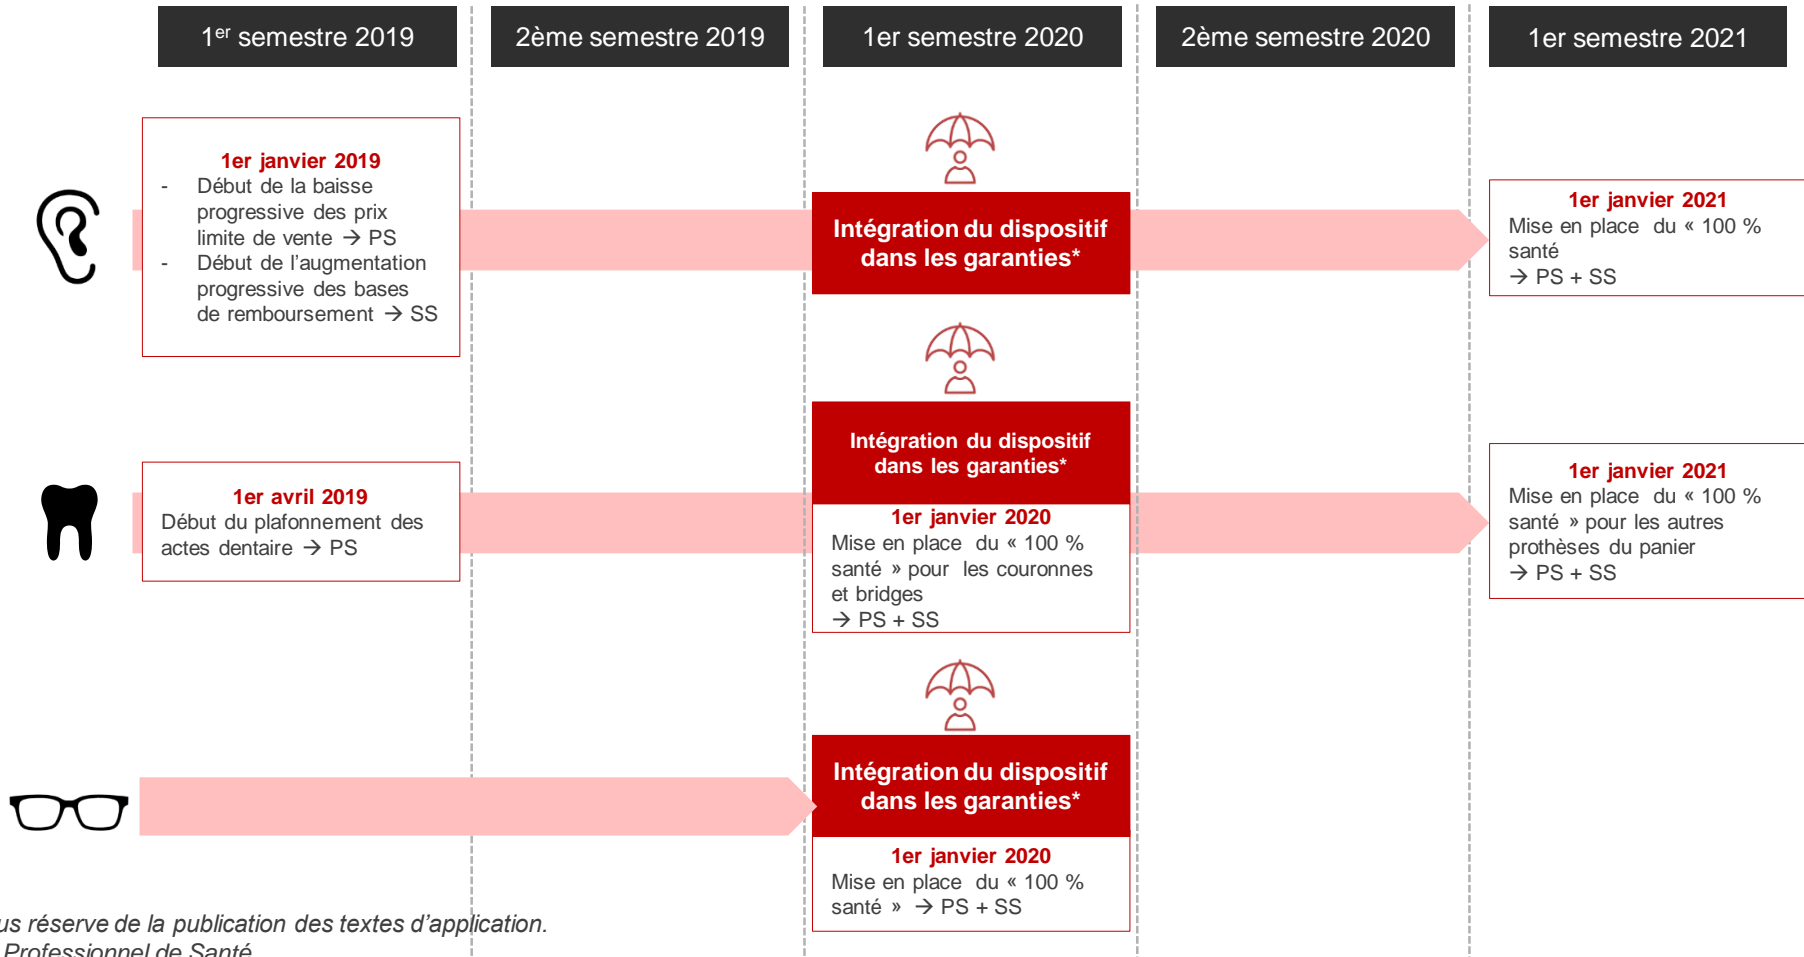 1er semestre 2019
2ème semestre 2019
1er semestre 2020
2ème semestre 2020
1er semestre 2021
1er janvier 2019
- Début de la baisse
progressive des prix
limite de vente → PS
- Début de l'augmentation
progressive des bases
de remboursement → SS
Intégration du dispositif
dans les garanties*
1er janvier 2021
Mise en place du « 100 %
santé
→ PS + SS
1er avril 2019
Début du plafonnement des
actes dentaire → PS
Intégration du dispositif
dans les garanties*
1er janvier 2020
Mise en place du « 100 %
santé » pour les couronnes
et bridges
→ PS + SS
1er janvier 2021
Mise en place du « 100 %
santé » pour les autres
prothèses du panier
→ PS + SS
Intégration du dispositif
dans les garanties*
1er janvier 2020
Mise en place du « 100 %
santé » → PS + SS
us réserve de la publication des textes d'application.
Professionnel de Santé